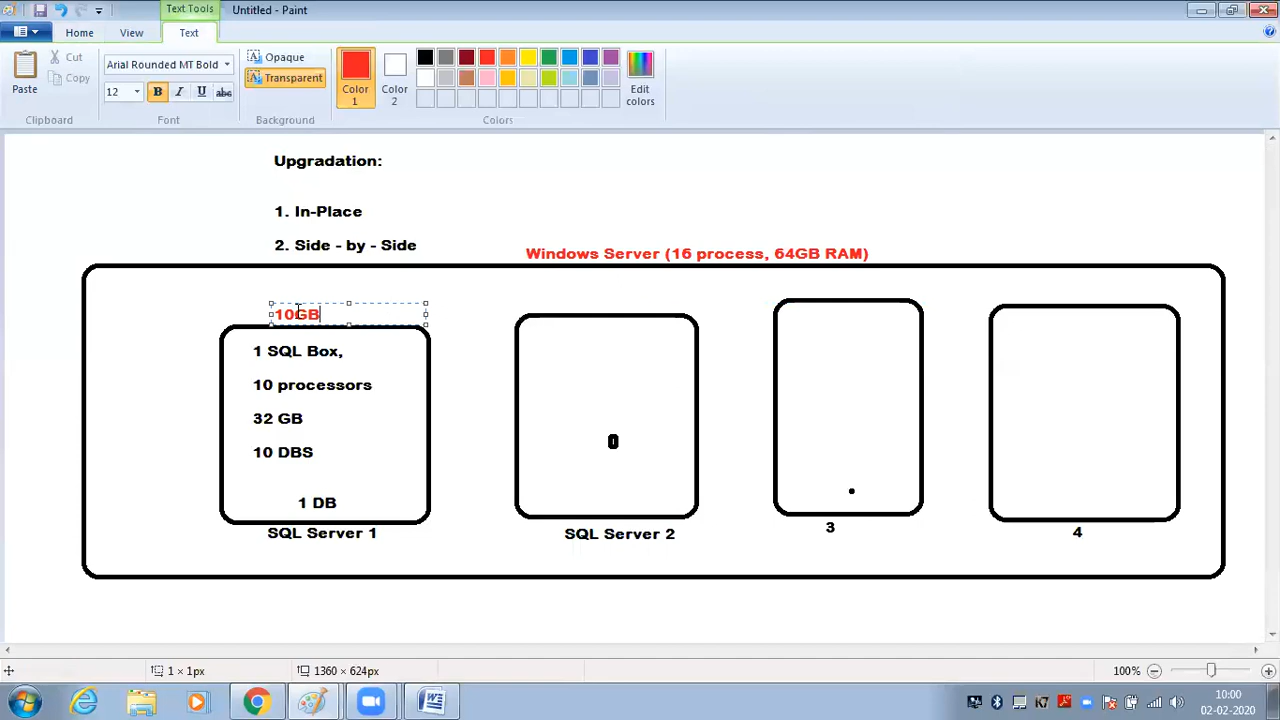 Text Tools
Untitled - Paint
Home
View
Text
Paste
Cut
Copy
Clipboard
Arial Rounded MT Bold
12
B
I
U
abc
Font
Opaque
Transparent
Background
Color 1
Color 2
Edit colors
Colors
Upgradation:
1. In-Place
2. Side - by - Side
Windows Server (16 process, 64GB RAM)
10GB
1 SQL Box,
10 processors
32 GB
10 DBS
1 DB
SQL Server 1
0
SQL Server 2
3
4
1 × 1px
1360 × 624px
100%
10:00
02-02-2020